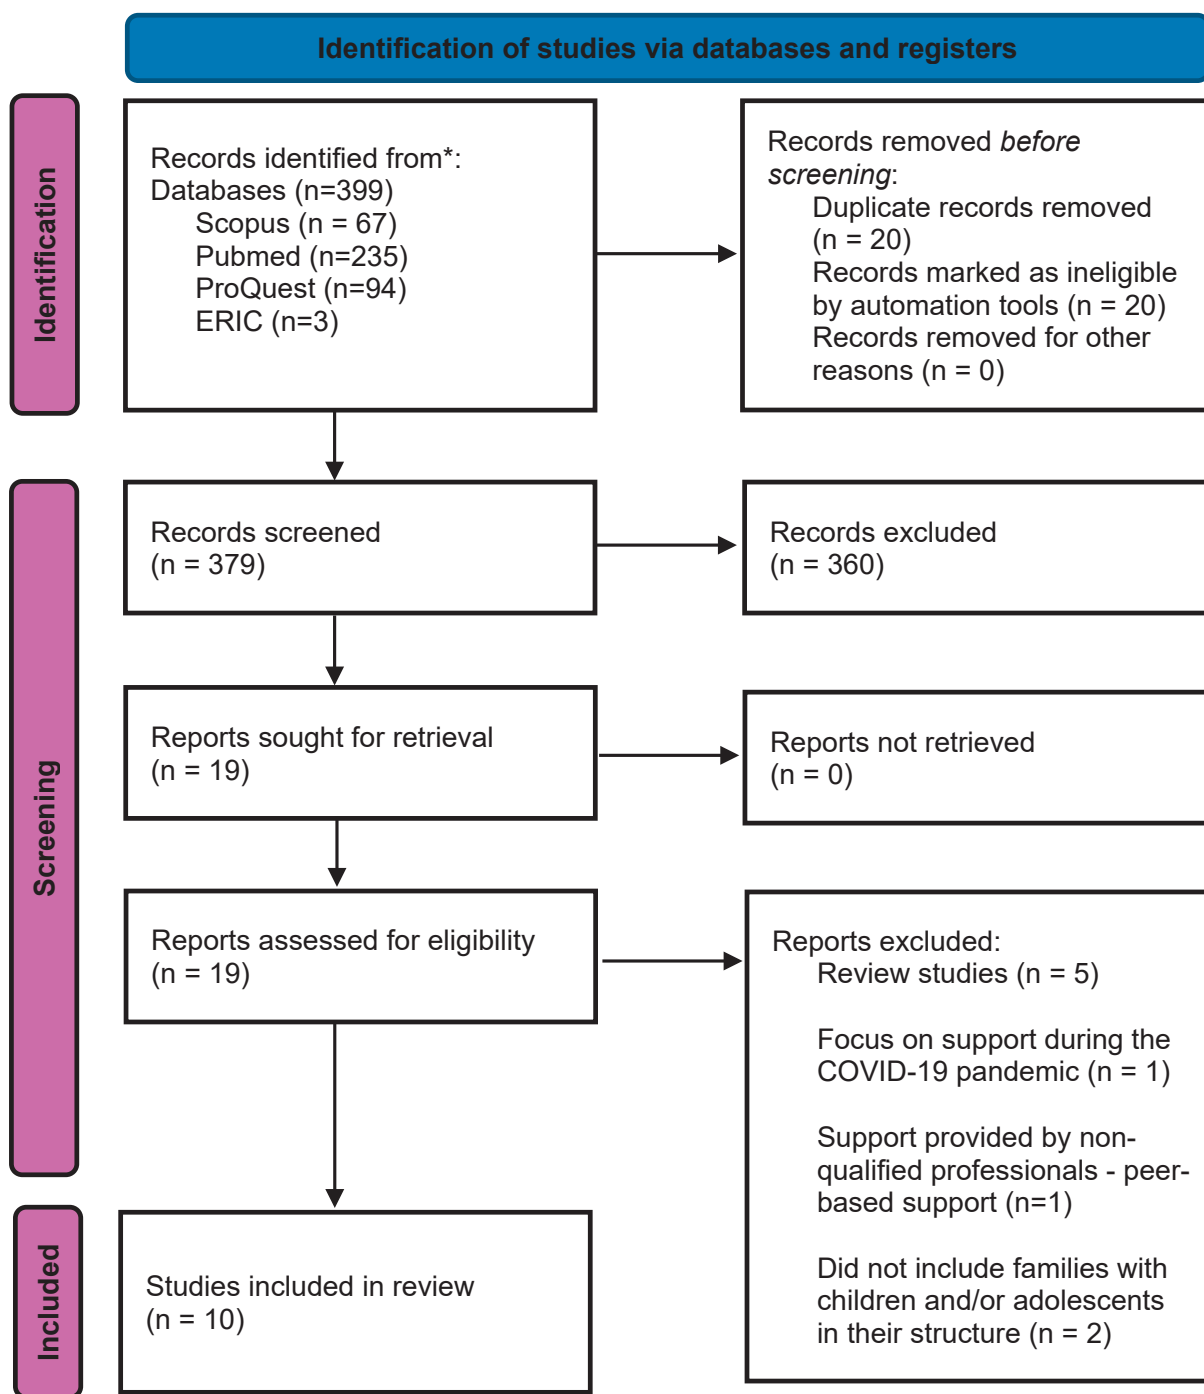 Identification of studies via databases and registers
Identification
Records identified from*:
Databases (n=399)
Scopus (n = 67)
Pubmed (n=235)
ProQuest (n=94)
ERIC (n=3)
Records removed before
screening:
Duplicate records removed
(n = 20)
Records marked as ineligible
by automation tools (n = 20)
Records removed for other
reasons (n = 0)
Screening
Records screened
(n = 379)
Records excluded
(n = 360)
Reports sought for retrieval
(n = 19)
Reports not retrieved
(n = 0)
Reports assessed for eligibility
(n = 19)
Reports excluded:
Review studies (n = 5)
Focus on support during the
COVID-19 pandemic (n = 1)
Support provided by non-
qualified professionals - peer-
based support (n=1)
Did not include families with
children and/or adolescents
in their structure (n = 2)
Included
Studies included in review
(n = 10)